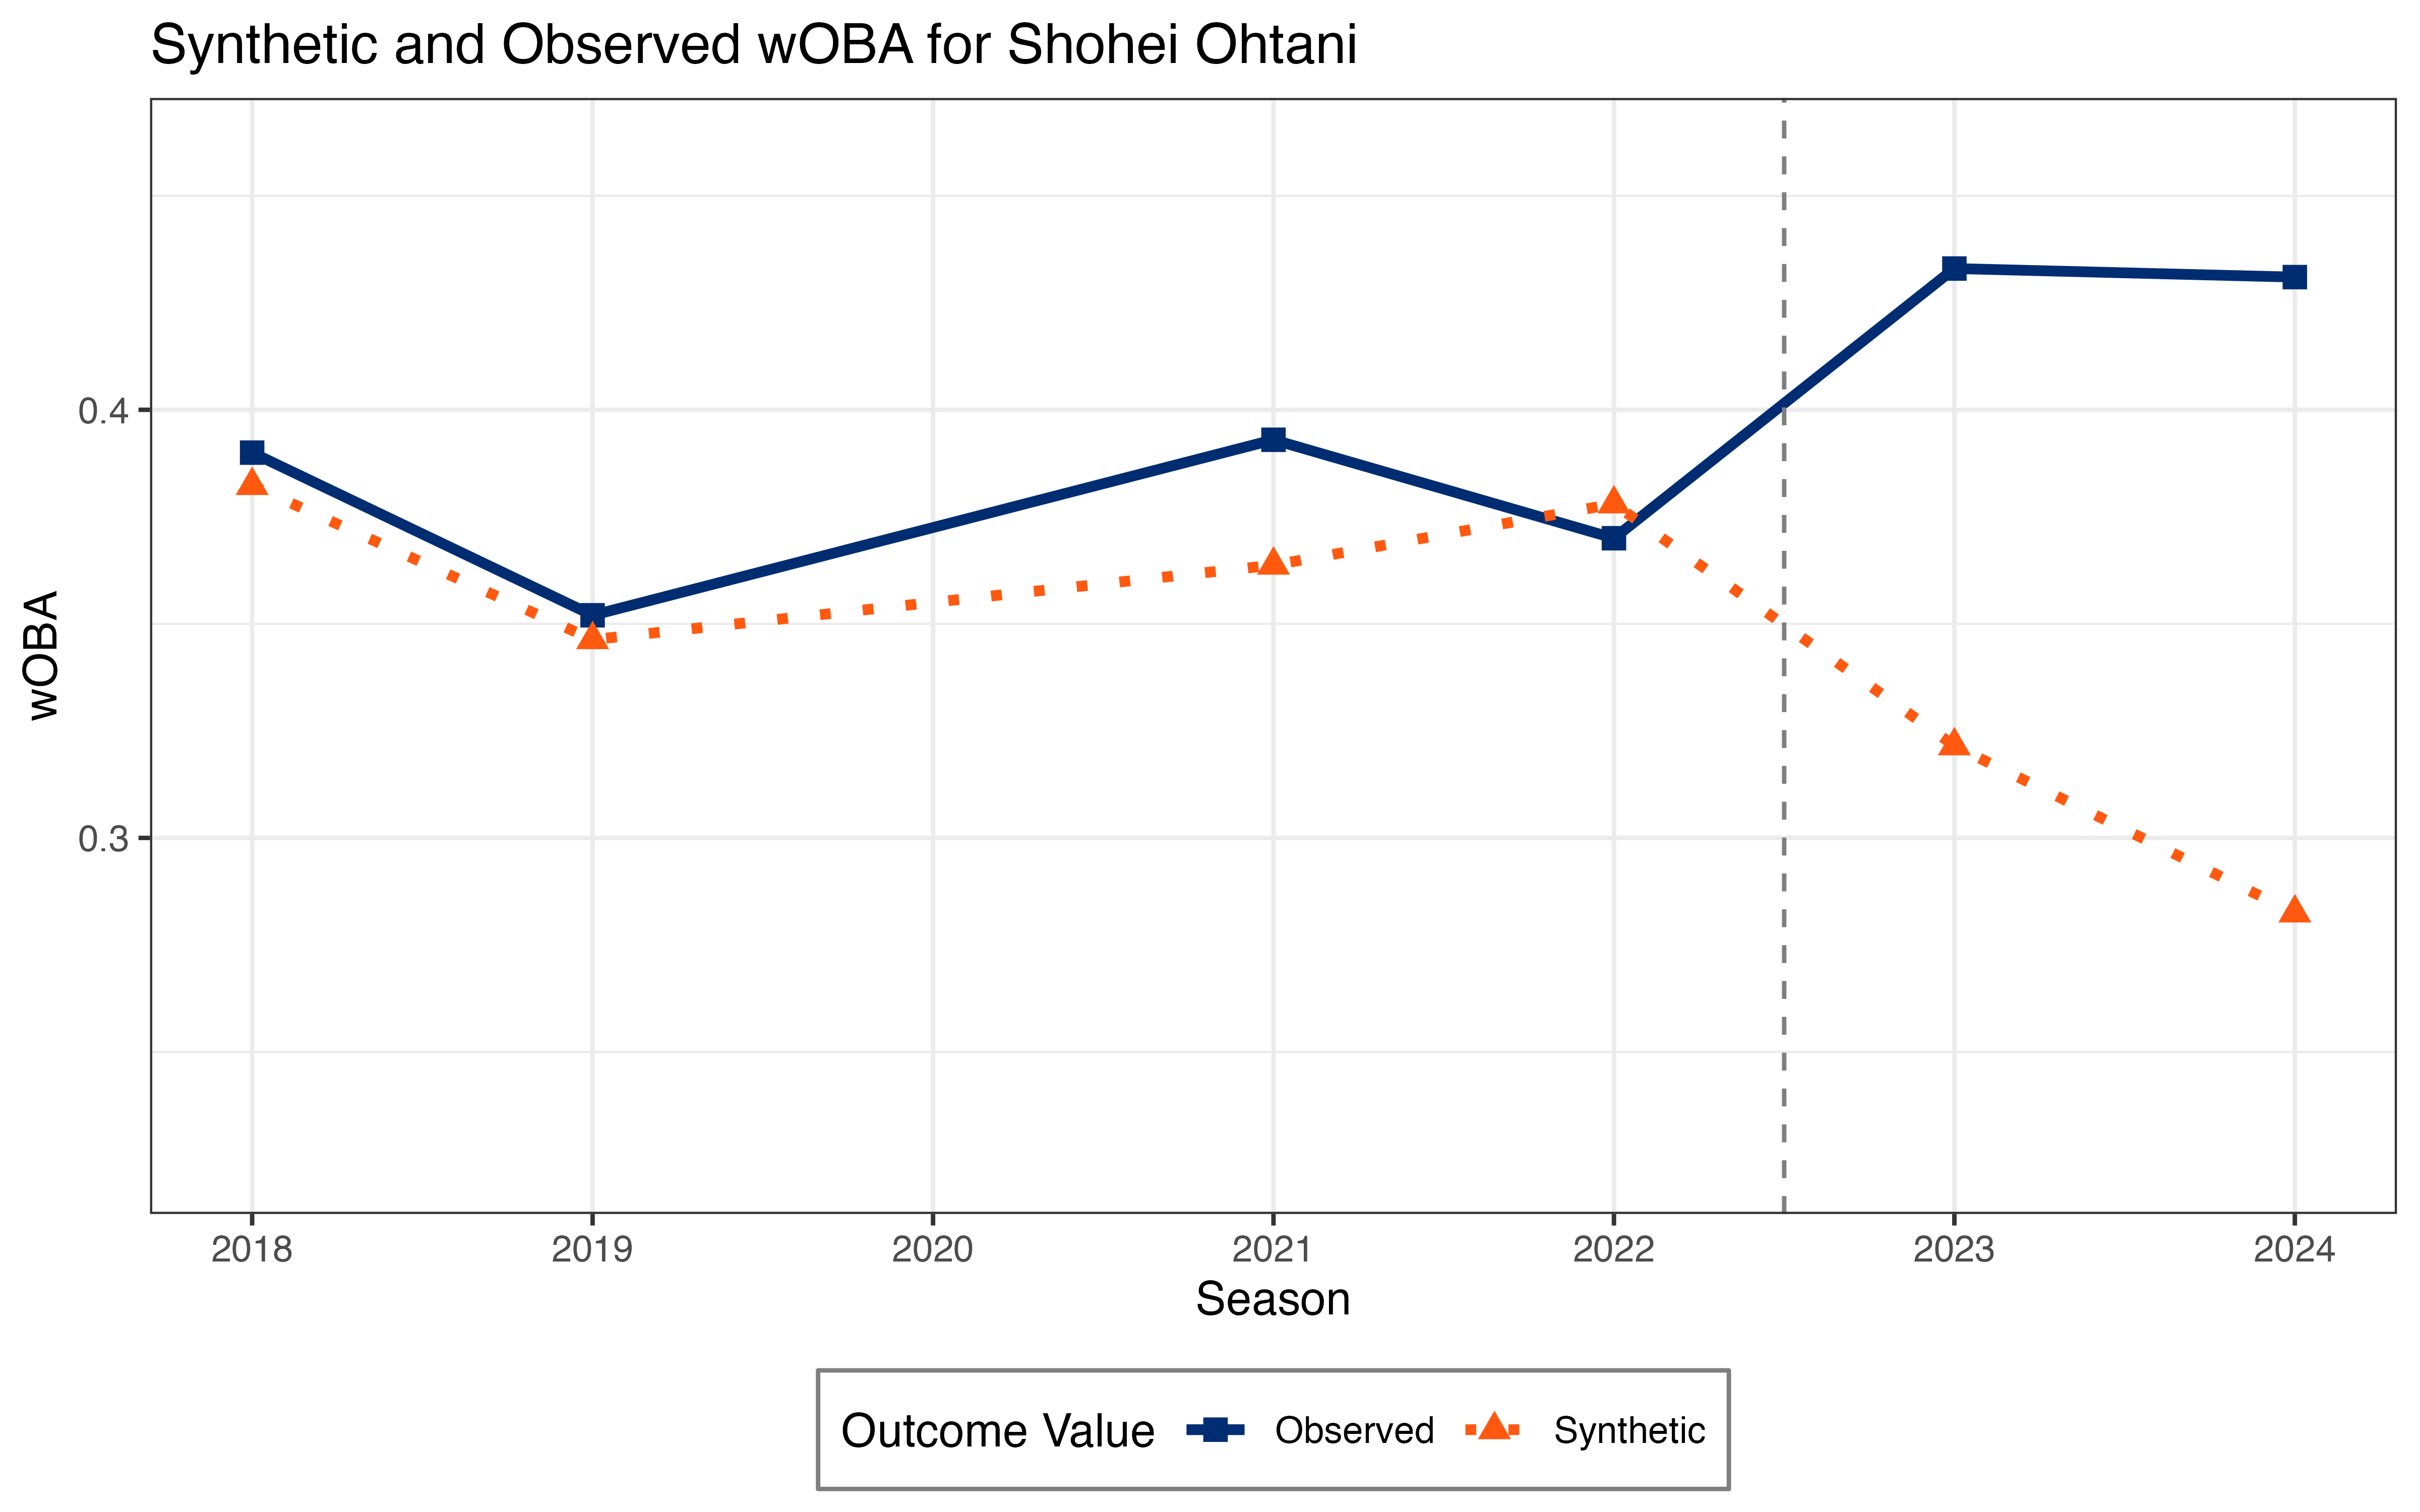 Synthetic and Observed wOBA for Shohei Ohtani
wOBA
0.4
0.3
2018 2019 2020 2021 2022 2023 2024
Season
Outcome Value Observed Synthetic